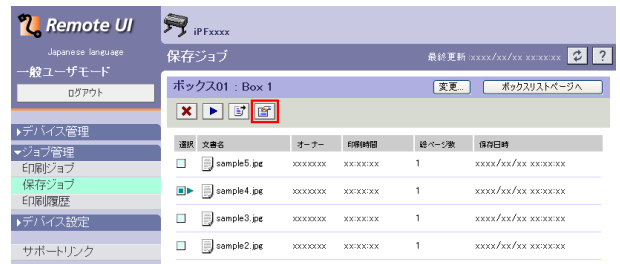 Remote UI
Japanese language
一般ユーザモード
ログアウト
▶デバイス管理
▼ジョブ管理
印刷ジョブ
保存ジョブ
印刷履歴
▶デバイス設定
サポートリンク
iPFxxxx
保存ジョブ
最終更新 :xxxx/xx/xx xx:xx:xx ?
ボックス01 : Box 1
変更...
ボックスリストページへ
選択 文書名 オーナー 印刷時間 総ページ数 保存日時
sample5.jpg xxxxxxx xx:xx:xx 1 xxxx/xx/xx xx:xx:xx
sample4.jpg xxxxxxx xx:xx:xx 1 xxxx/xx/xx xx:xx:xx
sample3.jpg xxxxxxx xx:xx:xx 1 xxxx/xx/xx xx:xx:xx
sample2.jpg xxxxxxx xx:xx:xx 1 xxxx/xx/xx xx:xx:xx